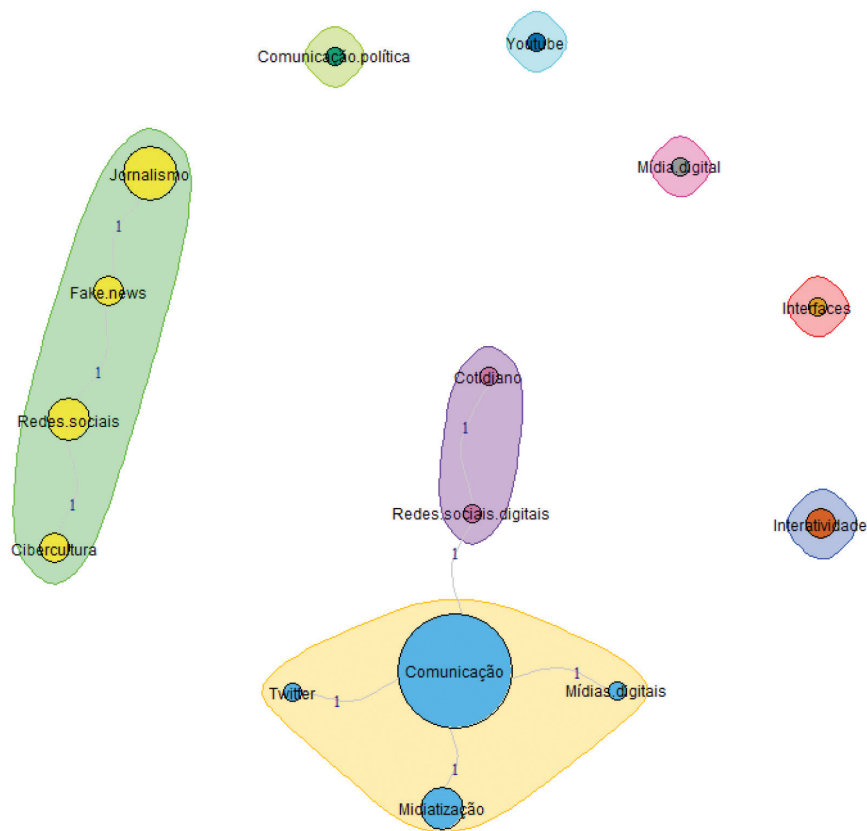 Comunicação.política
Youtube
Mídia.digital
Jornalismo
1
Fake.news
Interfaces
1
Cotidiano
Redes.sociais
1
1
Redes.sociais.digitais
Interatividade
Cibercultura
1
Comunicação
1
Mídias.digitais
Twitter
1
1
Midiatização